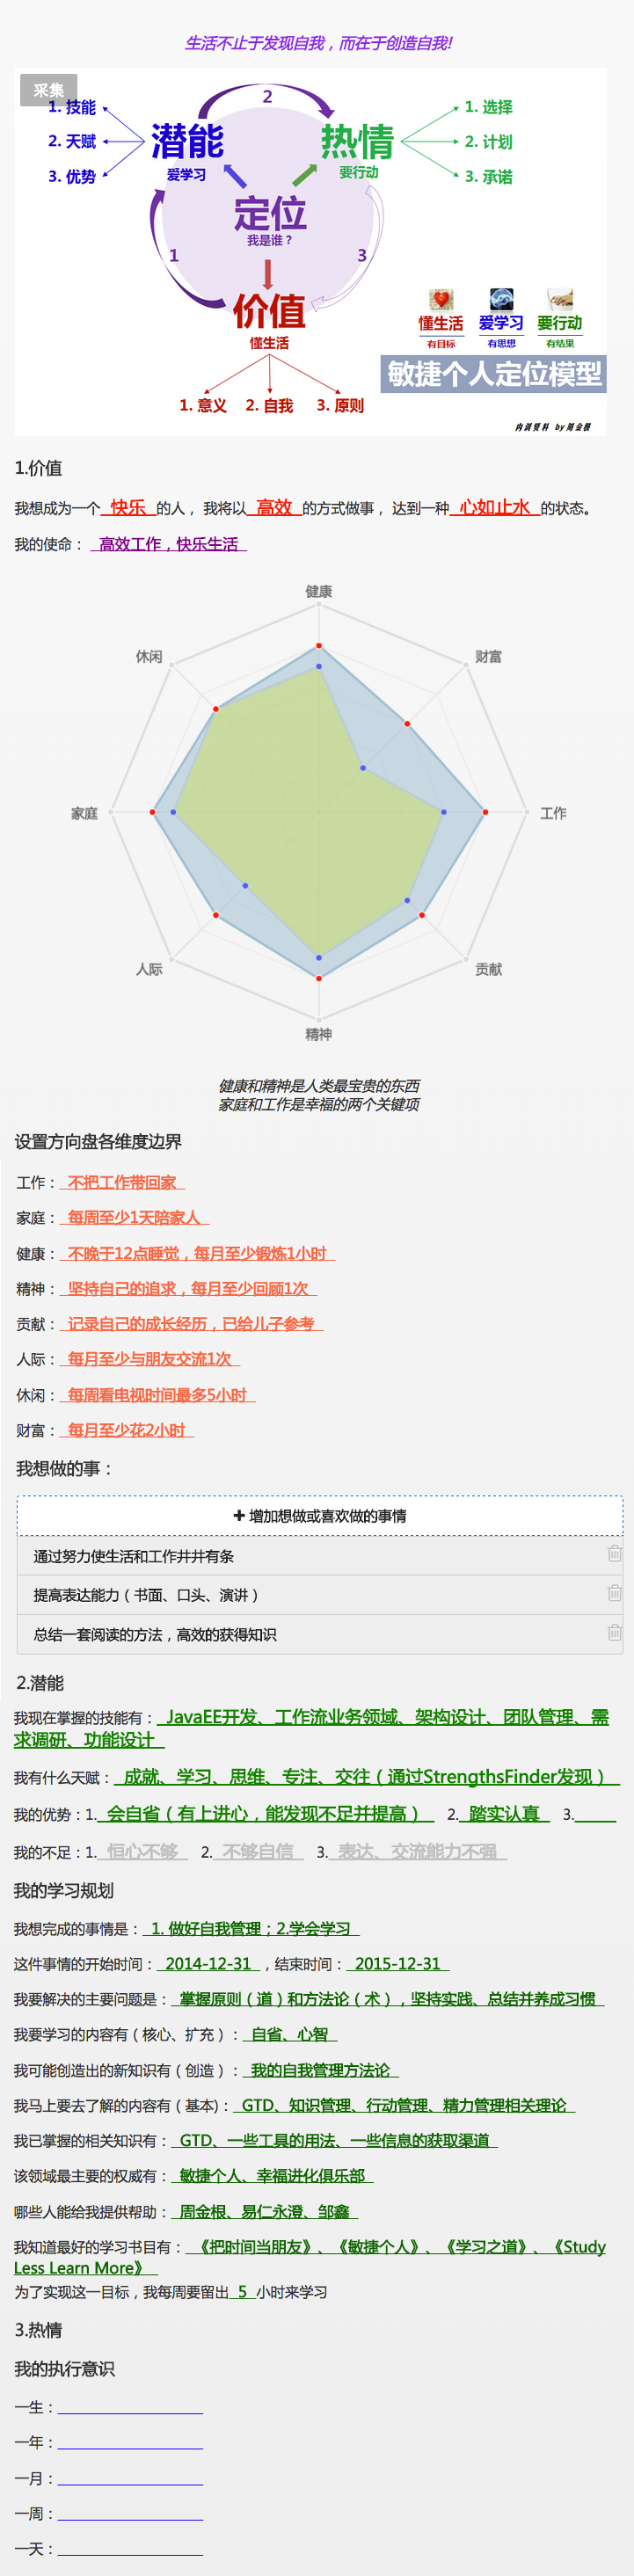 生活不止于发现自我，而在于创造自我!
采集
1. 技能
2. 天赋
3. 优势
潜能
爱学习
2
热情
要行动
1. 选择
2. 计划
3. 承诺
定位
我是谁？
1
3
价值
懂生活
1. 意义 2. 自我 3. 原则
懂生活 爱学习 要行动
有目标 有思想 有结果
敏捷个人定位模型
内训资料 by 周金根
1.价值
我想成为一个 快乐 的人， 我将以 高效 的方式做事， 达到一种 心如止水 的状态。
我的使命： 高效工作，快乐生活
健康
休闲
财富
家庭
工作
人际
贡献
精神
健康和精神是人类最宝贵的东西
家庭和工作是幸福的两个关键项
设置方向盘各维度边界
工作： 不把工作带回家
家庭： 每周至少1天陪家人
健康： 不晚于12点睡觉，每月至少锻炼1小时
精神： 坚持自己的追求，每月至少回顾1次
贡献： 记录自己的成长经历，已给儿子参考
人际： 每月至少与朋友交流1次
休闲： 每周看电视时间最多5小时
财富： 每月至少花2小时
我想做的事：
+ 增加想做或喜欢做的事情
通过努力使生活和工作井井有条
提高表达能力（书面、口头、演讲）
总结一套阅读的方法，高效的获得知识
2.潜能
我现在掌握的技能有： JavaEE开发、工作流业务领域、架构设计、团队管理、需
求调研、功能设计
我有什么天赋： 成就、学习、思维、专注、交往（通过StrengthsFinder发现）
我的优势：1. 会自省（有上进心，能发现不足并提高） 2. 踏实认真 3.
我的不足：1. 恒心不够 2. 不够自信 3. 表达、交流能力不强
我的学习规划
我想完成的事情是： 1. 做好自我管理；2.学会学习
这件事情的开始时间： 2014-12-31 ，结束时间： 2015-12-31
我要解决的主要问题是： 掌握原则（道）和方法论（术），坚持实践、总结并养成习惯
我要学习的内容有（核心、扩充）： 自省、心智
我可能创造出的新知识有（创造）： 我的自我管理方法论
我马上要去了解的内容有（基本)： GTD、知识管理、行动管理、精力管理相关理论
我已掌握的相关知识有： GTD、一些工具的用法、一些信息的获取渠道
该领域最主要的权威有： 敏捷个人、幸福进化俱乐部
哪些人能给我提供帮助： 周金根、易仁永澄、邹鑫
我知道最好的学习书目有： 《把时间当朋友》、《敏捷个人》、《学习之道》、《Study
Less Learn More》
为了实现这一目标，我每周要留出 5 小时来学习
3.热情
我的执行意识
一生：
一年：
一月：
一周：
一天：